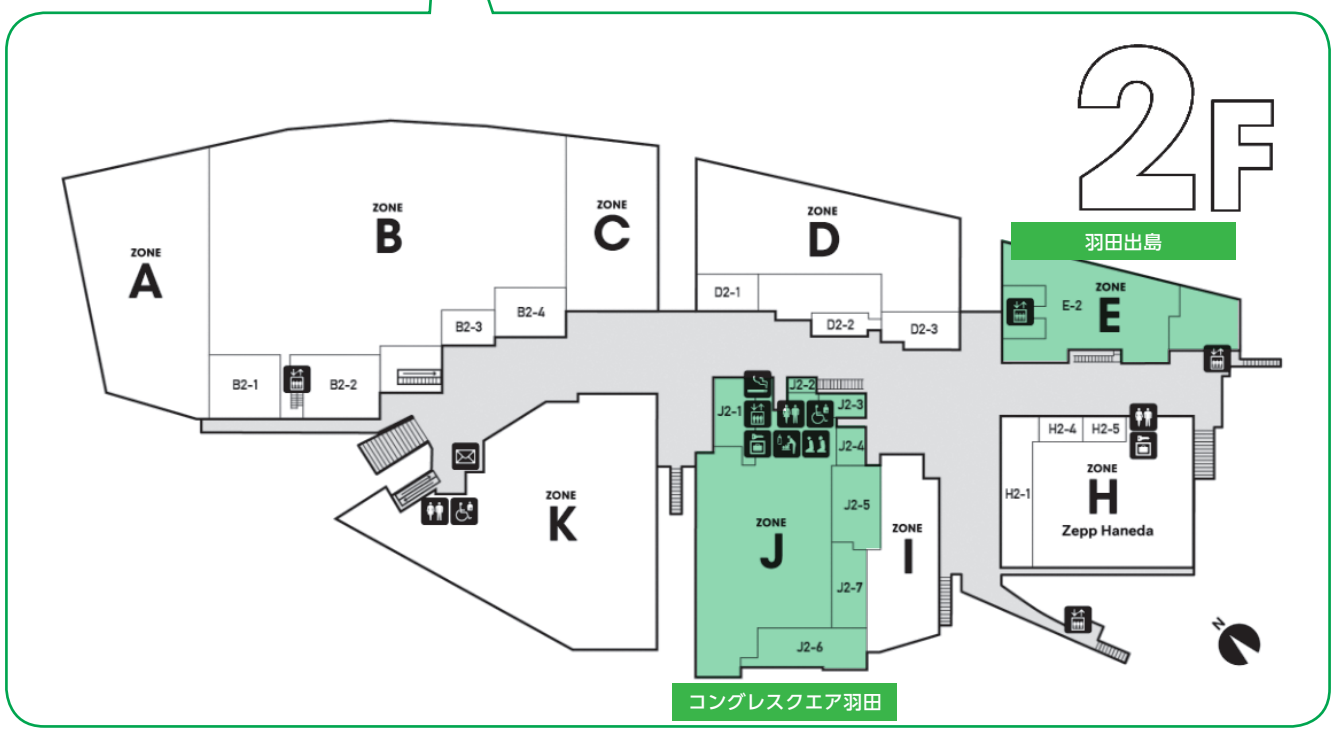 2F
羽田出島
ZONE
A
ZONE
B
ZONE
C
ZONE
D
ZONE
E
E-2
B2-1
B2-2
B2-3
B2-4
D2-1
D2-2
D2-3
J2-1
J2-2
J2-3
J2-4
J2-5
J2-7
J2-6
H2-4
H2-5
H2-1
ZONE
H
Zepp Haneda
ZONE
K
ZONE
J
ZONE
I
N
コングレスクエア羽田